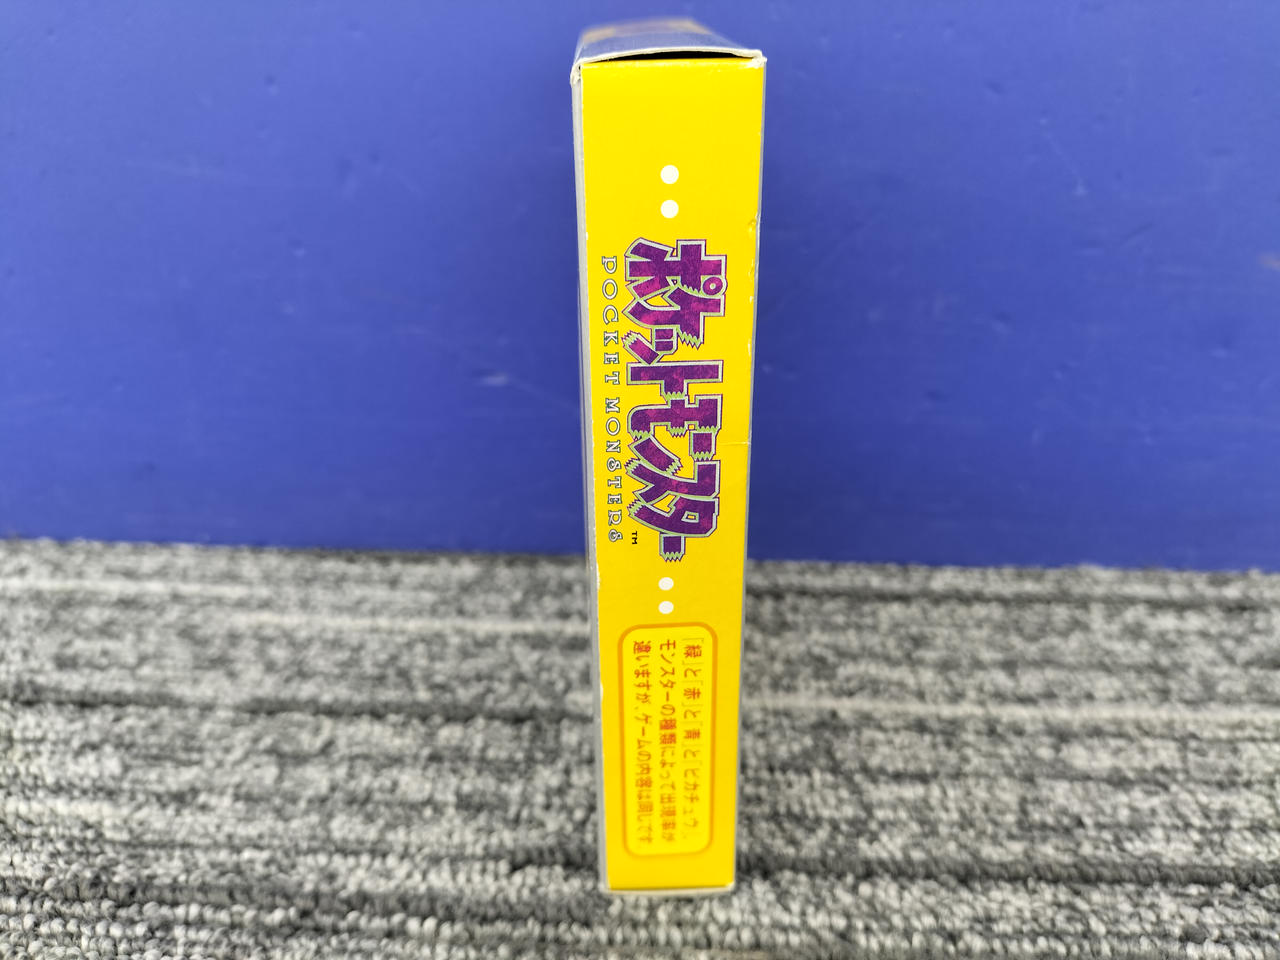 ポケットモンスター
POCKET MONSTERS™
「緑」と「赤」と「青」と「ピカチュウ」、
モンスターの種類によって出現率が
違いますが、ゲームの内容は同じです